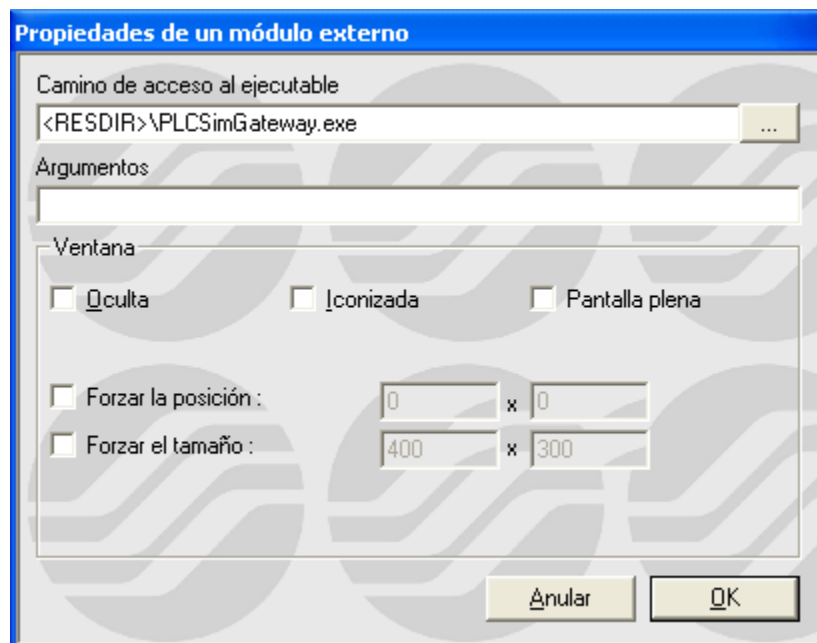 Propiedades de un módulo externo
Camino de acceso al ejecutable
<RESDIR>\PLCSimGateway.exe
...
Argumentos
Ventana
Oculta
Iconizada
Pantalla plena
Forzar la posición :
0 x 0
Forzar el tamaño :
400 x 300
Anular
OK